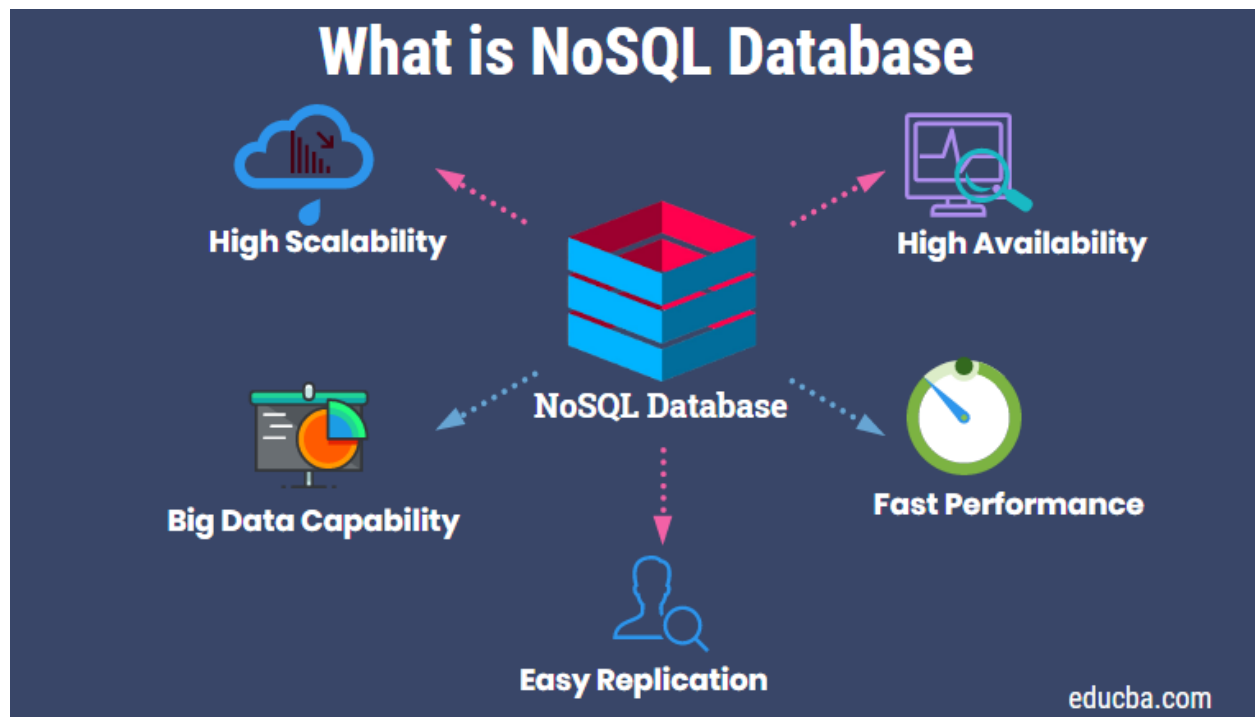 What is NoSQL Database
High Scalability
High Availability
NoSQL Database
Big Data Capability
Fast Performance
Easy Replication
educba.com